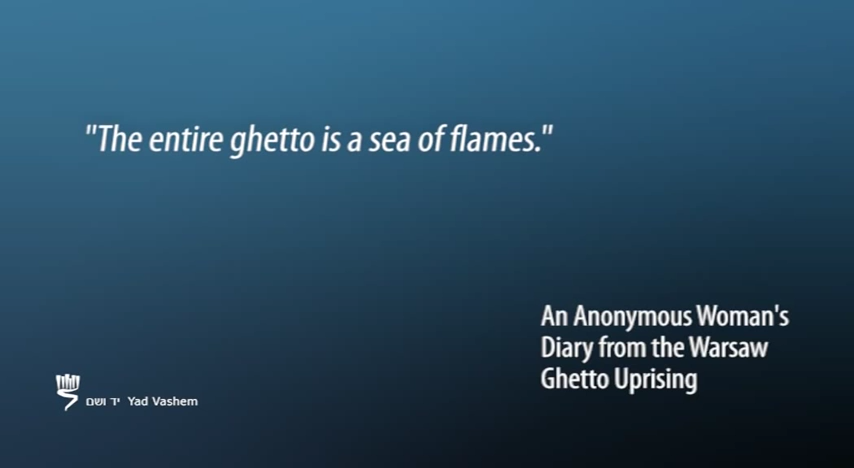 "The entire ghetto is a sea of flames."
An Anonymous Woman's
Diary from the Warsaw
Ghetto Uprising
יד ושם Yad Vashem